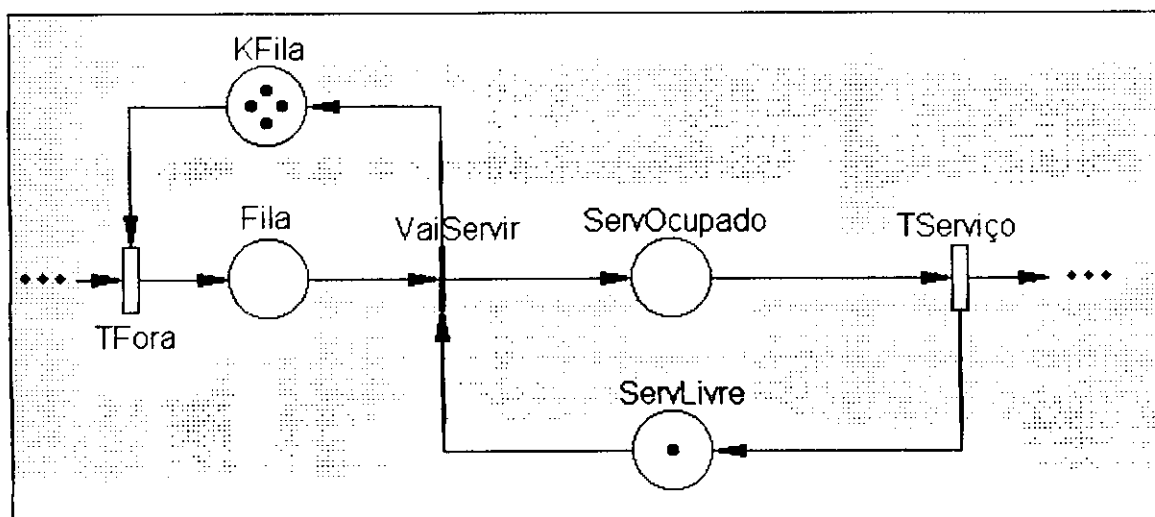 KFila
Fila
VaiServir
ServOcupado
TServiço
TFora
ServLivre